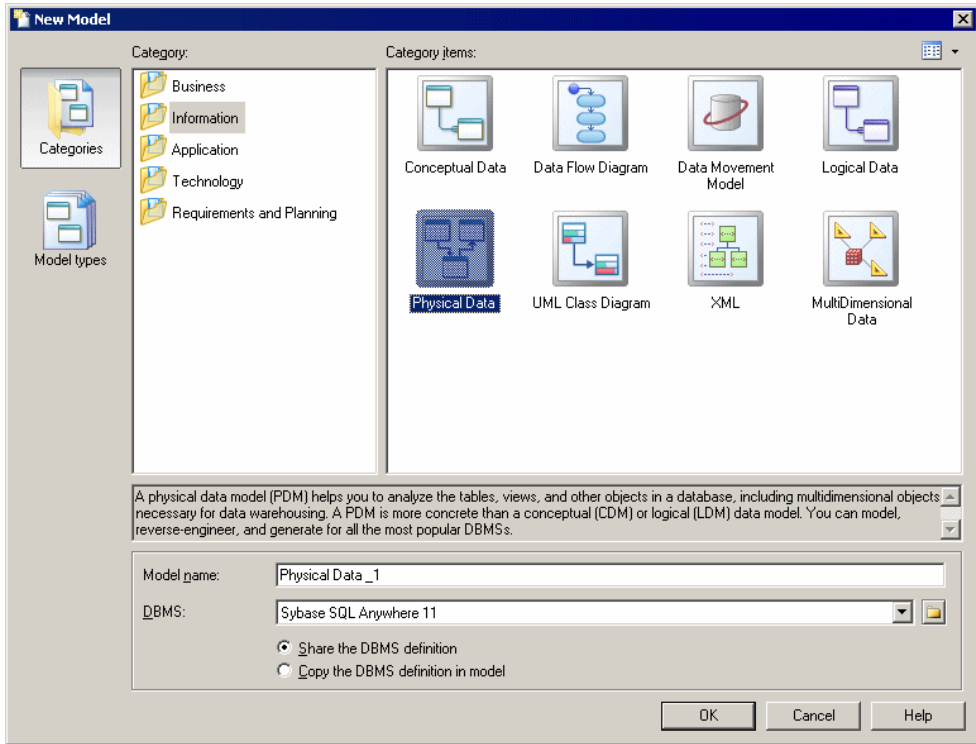 New Model
Category:
Category items:
Categories
Model types
Business
Information
Application
Technology
Requirements and Planning
Conceptual Data
Data Flow Diagram
Data Movement
Model
Logical Data
Physical Data
UML Class Diagram
XML
MultiDimensional
Data
A physical data model (PDM) helps you to analyze the tables, views, and other objects in a database, including multidimensional objects
necessary for data warehousing. A PDM is more concrete than a conceptual (CDM) or logical (LDM) data model. You can model,
reverse-engineer, and generate for all the most popular DBMSs.
Model name:
Physical Data _1
DBMS:
Sybase SQL Anywhere 11
Share the DBMS definition
Copy the DBMS definition in model
OK
Cancel
Help